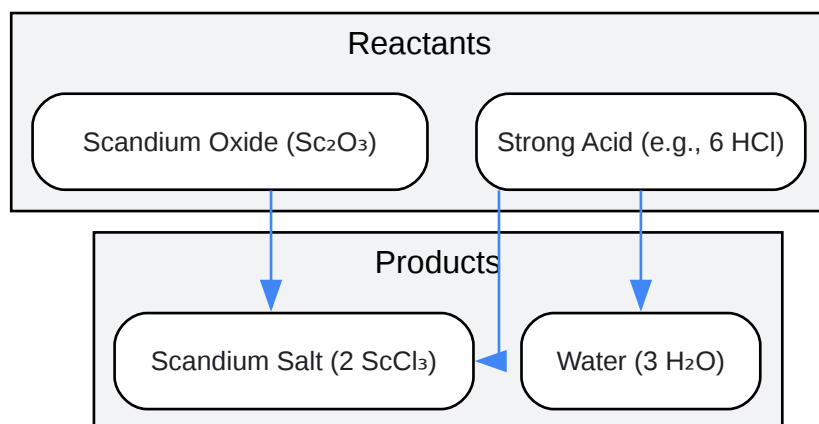 Reactants
Scandium Oxide (Sc₂O₃)
Strong Acid (e.g., 6 HCl)
Products
Scandium Salt (2 ScCl₃)
Water (3 H₂O)